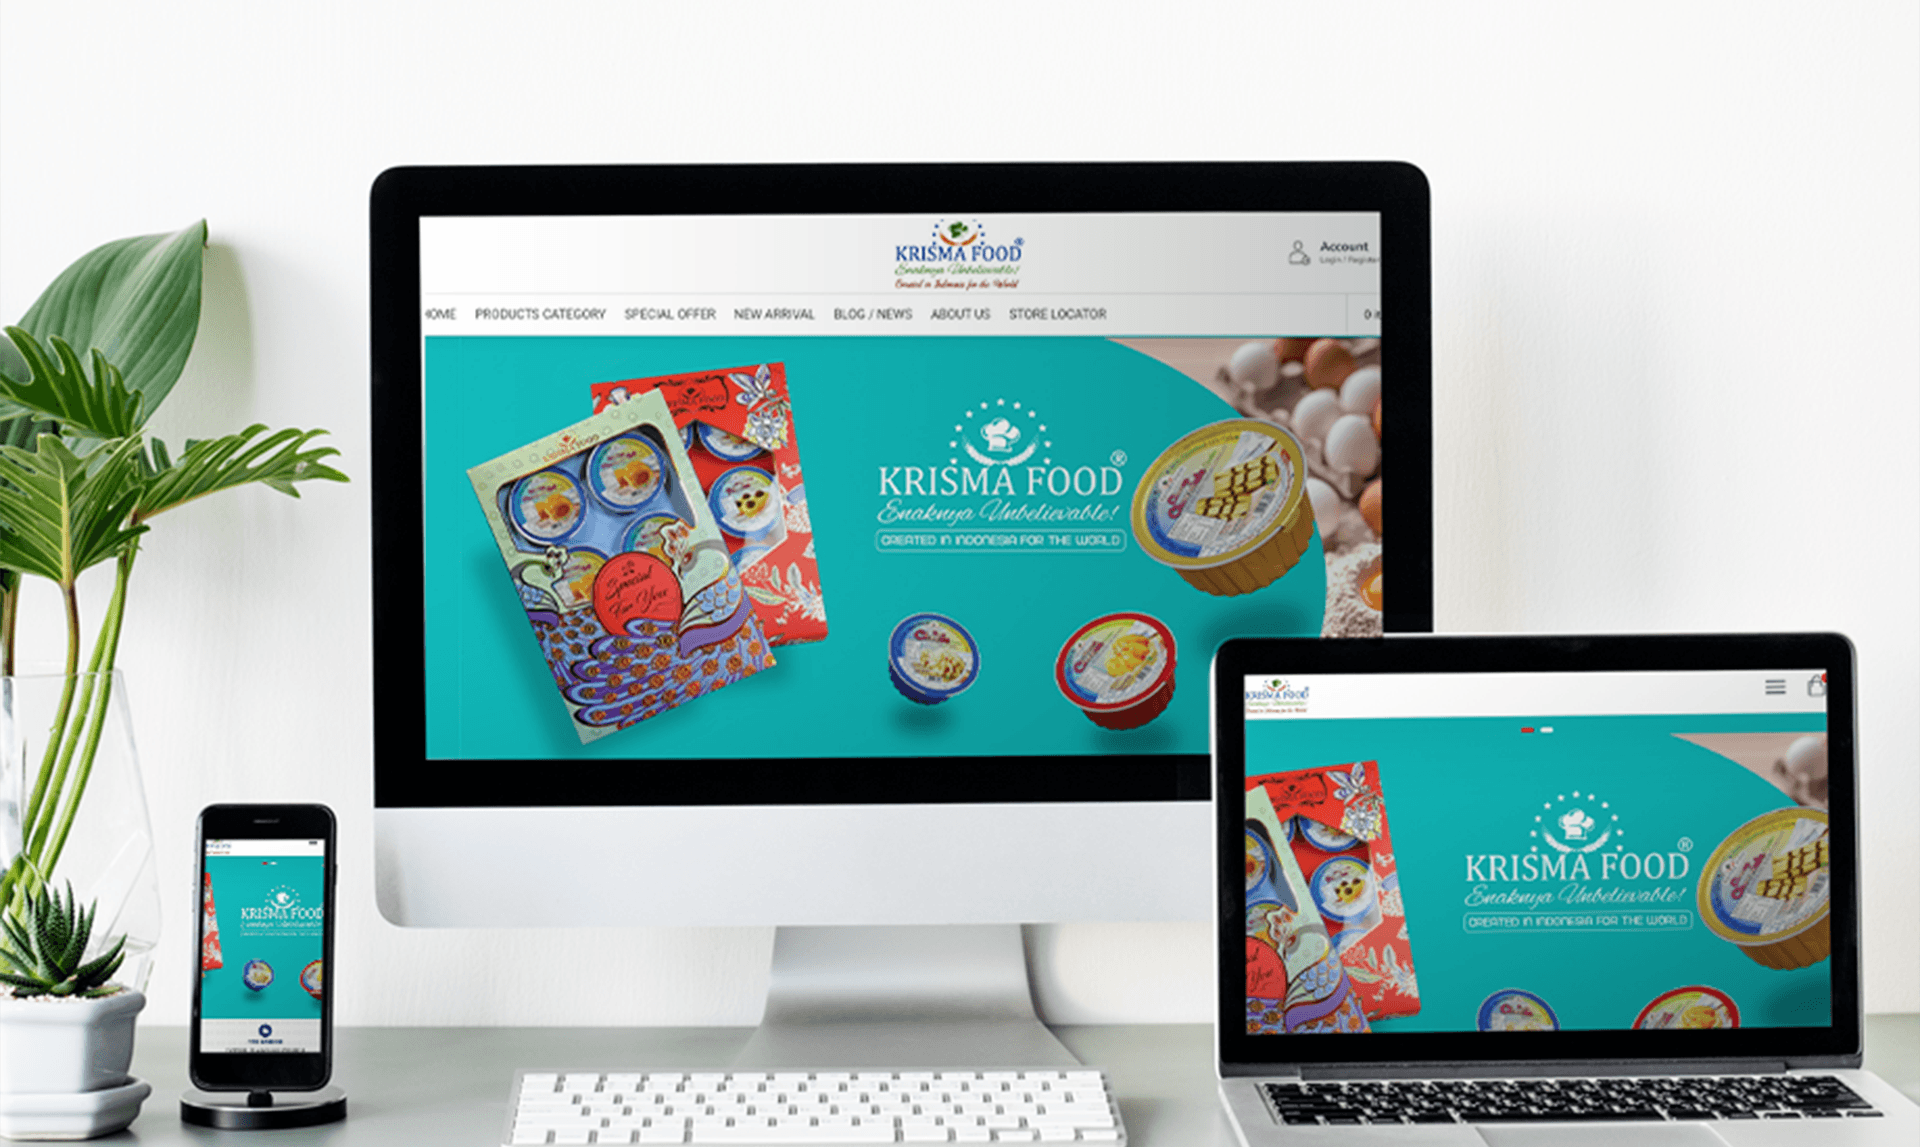 KRISMA FOOD®
Enaknya Unbelievable!
Created in Indonesia for the World
Account
Login / Register
HOME PRODUCTS CATEGORY SPECIAL OFFER NEW ARRIVAL BLOG / NEWS ABOUT US STORE LOCATOR
0
KRISMA FOOD
Special
For You
KRISMA FOOD®
Enaknya Unbelievable!
CREATED IN INDONESIA FOR THE WORLD
KRISMA FOOD®
Enaknya Unbelievable!
Created in Indonesia for the World
KRISMA FOOD®
Enaknya Unbelievable!
CREATED IN INDONESIA FOR THE WORLD
KRISMA FOOD
Enaknya Unbelievable!